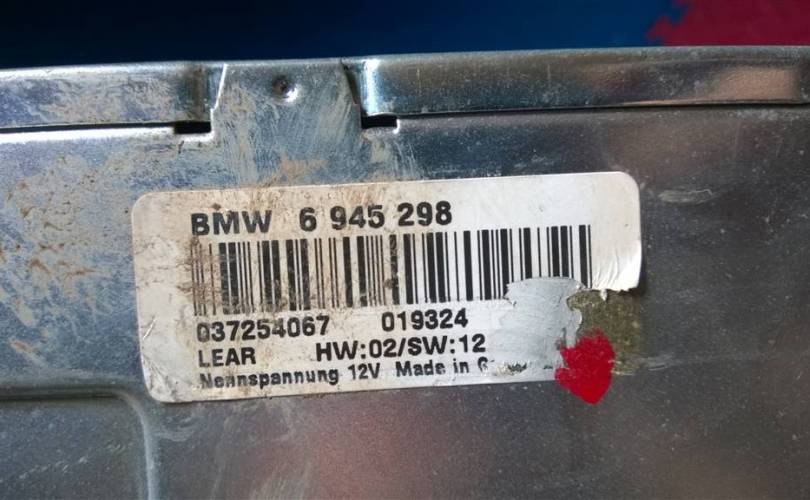 BMW 6 945 298
037254067 019324
LEAR HW:02/SW:12
Nennspannung 12V Made in